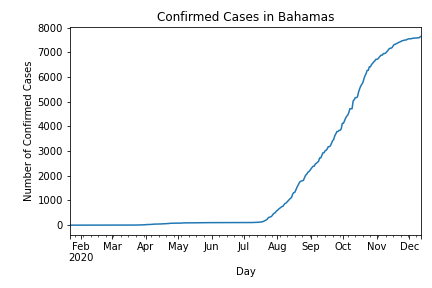 Confirmed Cases in Bahamas
8000
7000
6000
5000
4000
3000
2000
1000
0
Number of Confirmed Cases
Feb Mar Apr May Jun Jul Aug Sep Oct Nov Dec
2020
Day